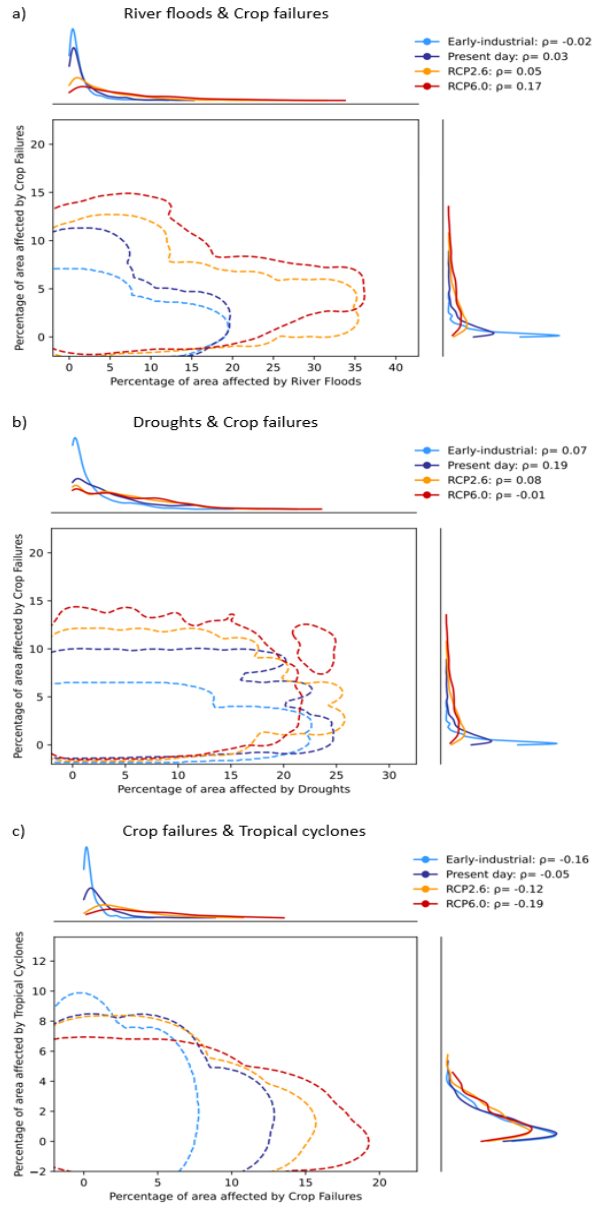 a)
River floods & Crop failures
Early-industrial: ρ= -0.02
Present day: ρ= 0.03
RCP2.6: ρ= 0.05
RCP6.0: ρ= 0.17
Percentage of area affected by Crop Failures
20
15
10
5
0
0 5 10 15 20 25 30 35 40
Percentage of area affected by River Floods
b)
Droughts & Crop failures
Early-industrial: ρ= 0.07
Present day: ρ= 0.19
RCP2.6: ρ= 0.08
RCP6.0: ρ= -0.01
Percentage of area affected by Crop Failures
20
15
10
5
0
0 5 10 15 20 25 30
Percentage of area affected by Droughts
c)
Crop failures & Tropical cyclones
Early-industrial: ρ= -0.16
Present day: ρ= -0.05
RCP2.6: ρ= -0.12
RCP6.0: ρ= -0.19
Percentage of area affected by Tropical Cyclones
12
10
8
6
4
2
0
−2
0 5 10 15 20
Percentage of area affected by Crop Failures